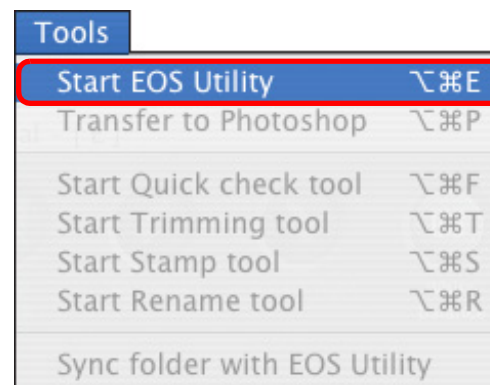 Tools
Start EOS Utility ⌥⌘E
Transfer to Photoshop ⌥⌘P
Start Quick check tool ⌥⌘F
Start Trimming tool ⌥⌘T
Start Stamp tool ⌥⌘S
Start Rename tool ⌥⌘R
Sync folder with EOS Utility